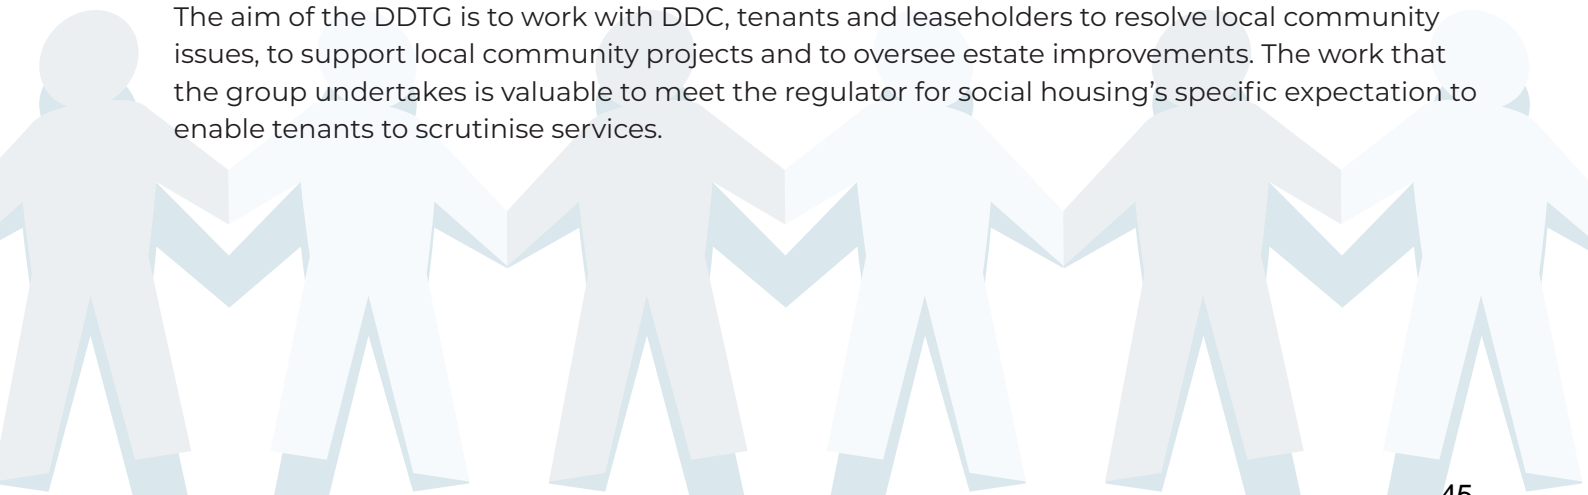 The aim of the DDTG is to work with DDC, tenants and leaseholders to resolve local community
issues, to support local community projects and to oversee estate improvements. The work that
the group undertakes is valuable to meet the regulator for social housing's specific expectation to
enable tenants to scrutinise services.
45